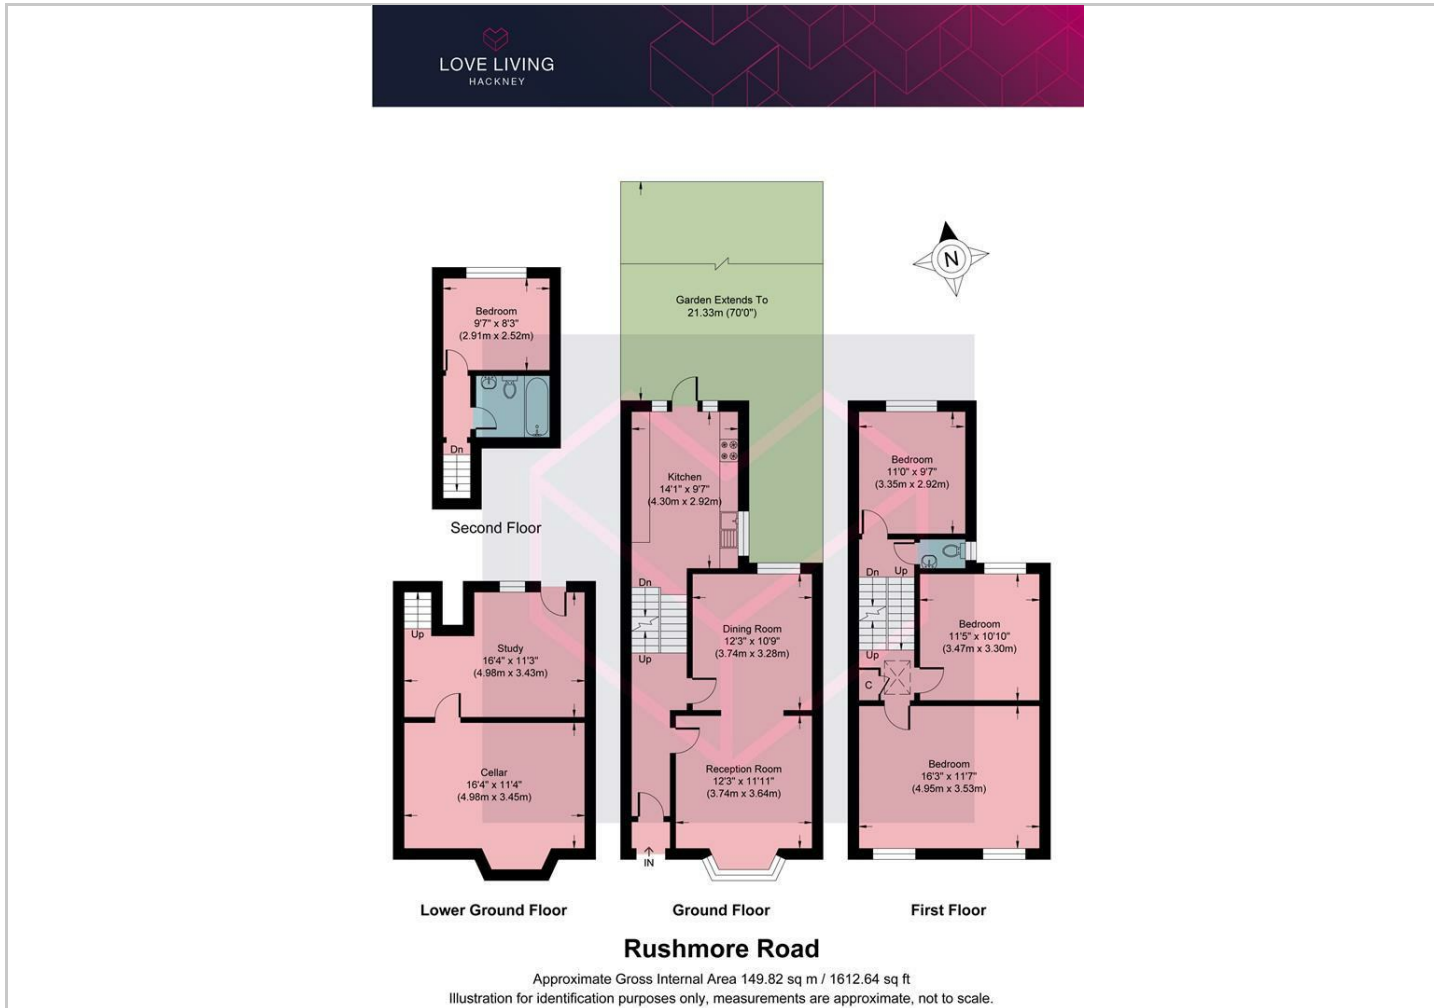 LOVE LIVING
HACKNEY
N
Garden Extends To
21.33m (70'0")
Bedroom
9'7" x 8'3"
(2.91m x 2.52m)
Dn
Second Floor
Up
Study
16'4" x 11'3"
(4.98m x 3.43m)
Cellar
16'4" x 11'4"
(4.98m x 3.45m)
Lower Ground Floor
Kitchen
14'1" x 9'7"
(4.30m x 2.92m)
Dn
Up
Dining Room
12'3" x 10'9"
(3.74m x 3.28m)
Reception Room
12'3" x 11'11"
(3.74m x 3.64m)
IN
Ground Floor
Bedroom
11'0" x 9'7"
(3.35m x 2.92m)
Dn
Up
Up
C
Bedroom
11'5" x 10'10"
(3.47m x 3.30m)
Bedroom
16'3" x 11'7"
(4.95m x 3.53m)
First Floor
Rushmore Road
Approximate Gross Internal Area 149.82 sq m / 1612.64 sq ft
Illustration for identification purposes only, measurements are approximate, not to scale.